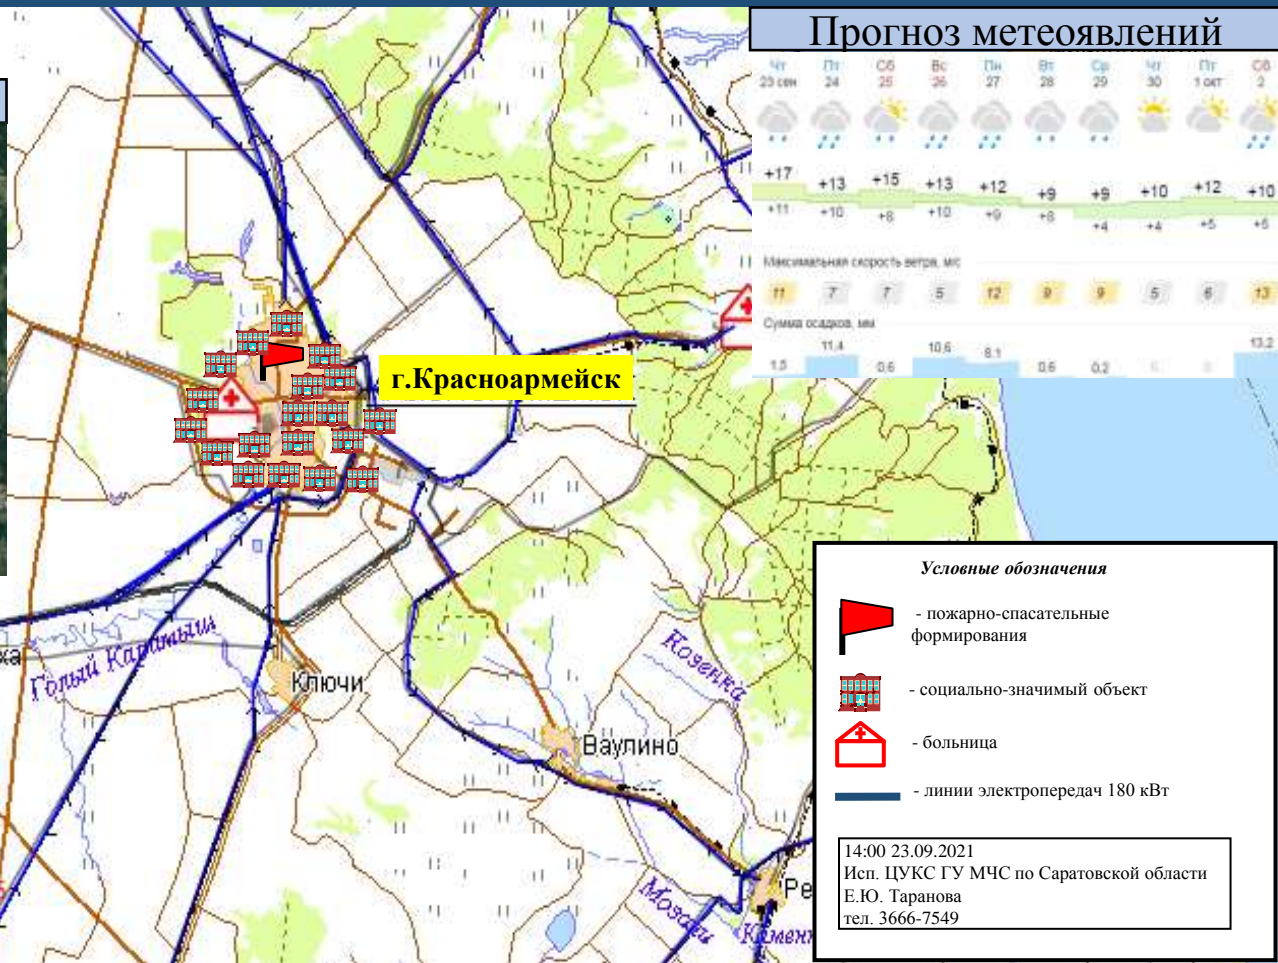 Прогноз метеоявлений
Чт Пт Сб Вс Пн Вт Ср Чт Пт Сб
23 сен 24 25 26 27 28 29 30 1 окт 2
+17 +13 +15 +13 +12 +9 +9 +10 +12 +10
+11 +10 +8 +10 +9 +8 +4 +4 +5 +6
Максимальная скорость ветра, м/с
11 7 7 5 12 9 9 5 6 13
Сумма осадков, мм
1,5 11,4 0,6 10,6 8,1 0,6 0,2 13,2
г.Красноармейск
Голый Карамыш
Ключи
Козенка
Ваулино
Мозаги
Ре
Камен
ха
Условные обозначения
- пожарно-спасательные
формирования
- социально-значимый объект
- больница
- линии электропередач 180 кВт
14:00 23.09.2021
Исп. ЦУКС ГУ МЧС по Саратовской области
Е.Ю. Таранова
тел. 3666-7549